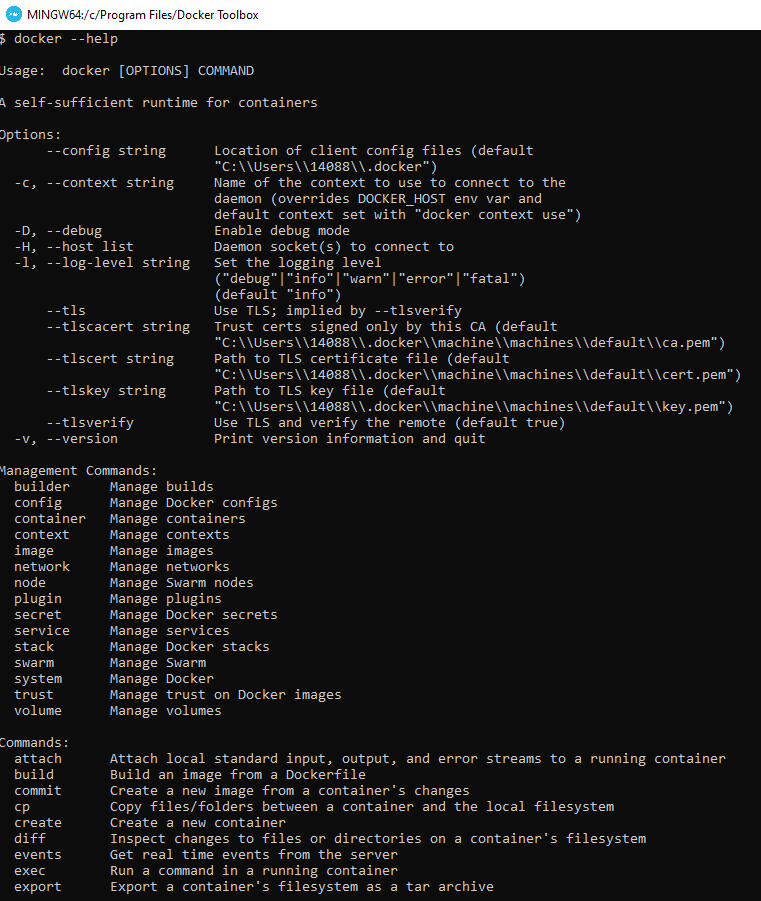 MINGW64:/c/Program Files/Docker Toolbox
$ docker --help
Usage:  docker [OPTIONS] COMMAND
A self-sufficient runtime for containers
Options:
      --config string      Location of client config files (default
                           "C:\\Users\\14088\\.docker")
  -c, --context string     Name of the context to use to connect to the
                           daemon (overrides DOCKER_HOST env var and
                           default context set with "docker context use")
  -D, --debug              Enable debug mode
  -H, --host list          Daemon socket(s) to connect to
  -l, --log-level string   Set the logging level
                           ("debug"|"info"|"warn"|"error"|"fatal")
                           (default "info")
      --tls                Use TLS; implied by --tlsverify
      --tlscacert string   Trust certs signed only by this CA (default
                           "C:\\Users\\14088\\.docker\\machine\\machines\\default\\ca.pem")
      --tlscert string     Path to TLS certificate file (default
                           "C:\\Users\\14088\\.docker\\machine\\machines\\default\\cert.pem")
      --tlskey string      Path to TLS key file (default
                           "C:\\Users\\14088\\.docker\\machine\\machines\\default\\key.pem")
      --tlsverify          Use TLS and verify the remote (default true)
  -v, --version            Print version information and quit
Management Commands:
  builder     Manage builds
  config      Manage Docker configs
  container   Manage containers
  context     Manage contexts
  image       Manage images
  network     Manage networks
  node        Manage Swarm nodes
  plugin      Manage plugins
  secret      Manage Docker secrets
  service     Manage services
  stack       Manage Docker stacks
  swarm       Manage Swarm
  system      Manage Docker
  trust       Manage trust on Docker images
  volume      Manage volumes
Commands:
  attach      Attach local standard input, output, and error streams to a running container
  build       Build an image from a Dockerfile
  commit      Create a new image from a container's changes
  cp          Copy files/folders between a container and the local filesystem
  create      Create a new container
  diff        Inspect changes to files or directories on a container's filesystem
  events      Get real time events from the server
  exec        Run a command in a running container
  export      Export a container's filesystem as a tar archive